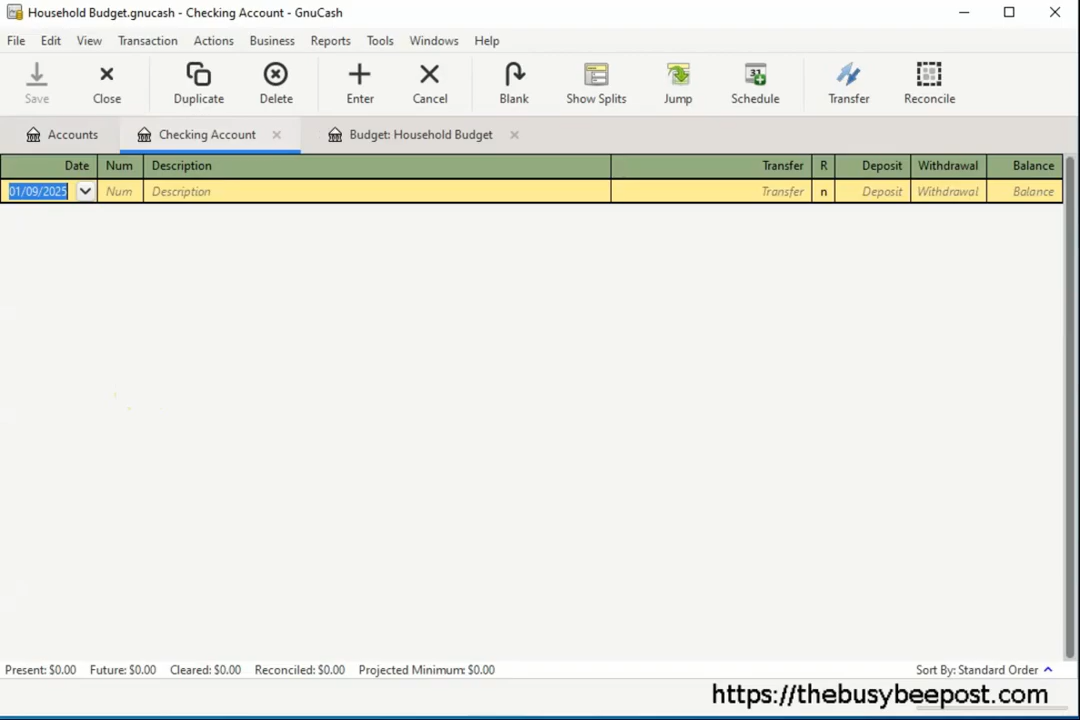 Household Budget.gnucash - Checking Account - GnuCash
File Edit View Transaction Actions Business Reports Tools Windows Help
Save Close Duplicate Delete Enter Cancel Blank Show Splits Jump 31 Schedule Transfer Reconcile
Accounts Checking Account Budget: Household Budget
Date Num Description Transfer R Deposit Withdrawal Balance
01/09/2025 Num Description Transfer n Deposit Withdrawal Balance
Present: $0.00 Future: $0.00 Cleared: $0.00 Reconciled: $0.00 Projected Minimum: $0.00 Sort By: Standard Order
https://thebusybeepost.com